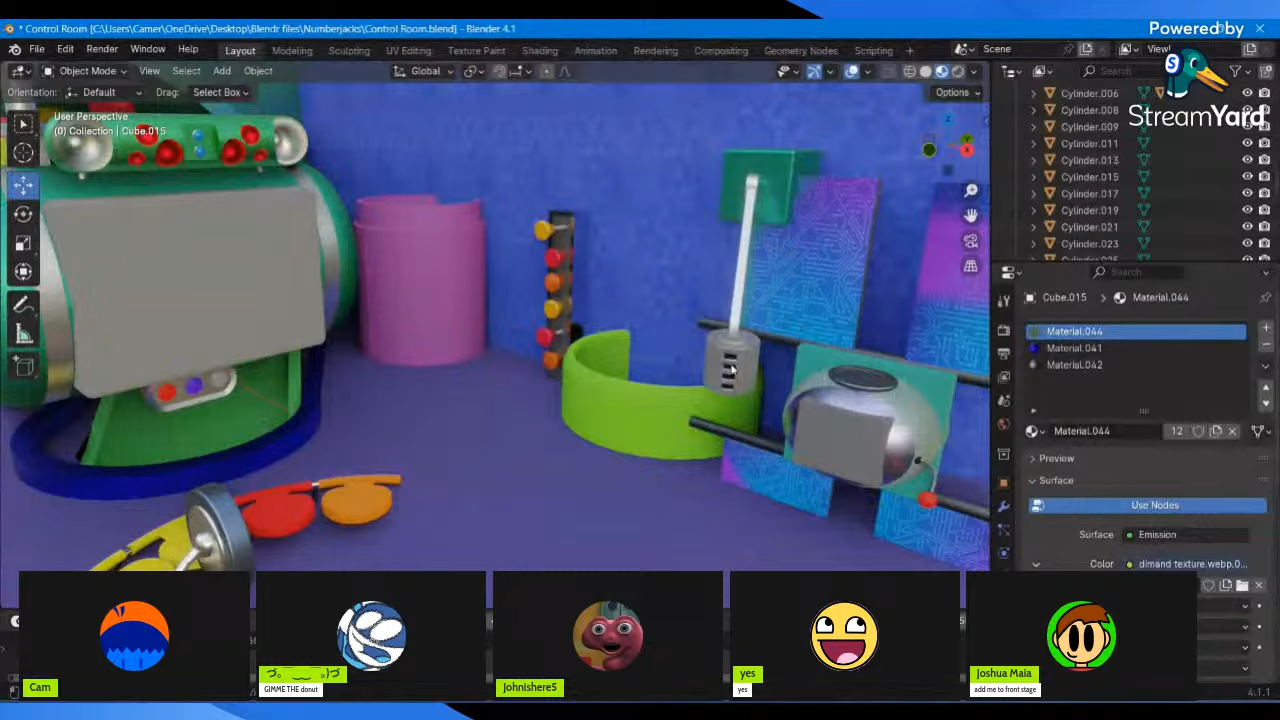 * Control Room [C:\Users\Camer\OneDrive\Desktop\Blendr files\Numberjacks\Control Room.blend] - Blender 4.1
Powered by
File Edit Render Window Help
Layout Modeling Sculpting UV Editing Texture Paint Shading Animation Rendering Compositing Geometry Nodes Scripting +
Scene
Object Mode View Select Add Object
Global
Search
StreamYard
Orientation: Default Drag: Select Box
Options
User Perspective
(0) Collection | Cube.015
Cylinder.006
Cylinder.008
Cylinder.009
Cylinder.011
Cylinder.013
Cylinder.015
Cylinder.017
Cylinder.019
Cylinder.021
Cylinder.023
Search
Cube.015 > Material.044
Material.044
Material.041
Material.042
Material.044 12
Preview
Surface
Use Nodes
Surface Emission
Color dimand texture.webp.0...
Cam
GIMME THE donut
Johnishere5
yes
yes
Joshua Maia
add me to front stage
4.1.1